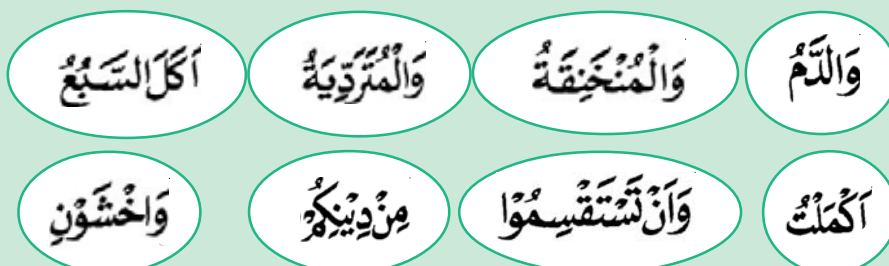 وَالدَّمُ وَالْمُنْخَنِقَةُ وَالْمُتَرَدِّيَةُ اَكَلَ السَّبُعُ
اَكْمَلْتُ وَاَنْ تَسْتَقْسِمُوْا مِنْ دِيْنِكُمْ وَاخْشَوْنِ